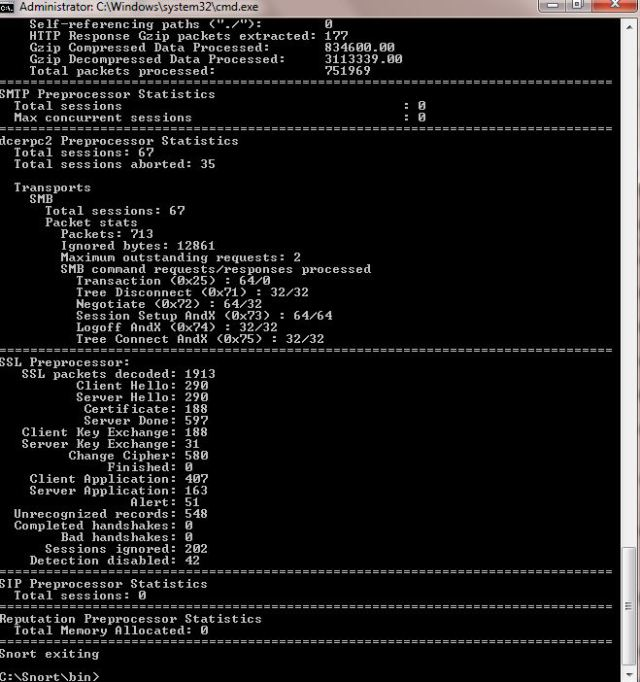 Administrator: C:\Windows\system32\cmd.exe
Self-referencing paths ("./"): 0
HTTP Response Gzip packets extracted: 177
Gzip Compressed Data Processed: 834600.00
Gzip Decompressed Data Processed: 3113339.00
Total packets processed: 751969
===============================================================================
SMTP Preprocessor Statistics
Total sessions : 0
Max concurrent sessions : 0
===============================================================================
dcerpc2 Preprocessor Statistics
Total sessions: 67
Total sessions aborted: 35
Transports
SMB
Total sessions: 67
Packet stats
Packets: 713
Ignored bytes: 12861
Maximum outstanding requests: 2
SMB command requests/responses processed
Transaction (0x25) : 64/0
Tree Disconnect (0x71) : 32/32
Negotiate (0x72) : 64/32
Session Setup AndX (0x73) : 64/64
Logoff AndX (0x74) : 32/32
Tree Connect AndX (0x75) : 32/32
===============================================================================
SSL Preprocessor:
SSL packets decoded: 1913
Client Hello: 290
Server Hello: 290
Certificate: 188
Server Done: 597
Client Key Exchange: 188
Server Key Exchange: 31
Change Cipher: 580
Finished: 0
Client Application: 407
Server Application: 163
Alert: 51
Unrecognized records: 548
Completed handshakes: 0
Bad handshakes: 0
Sessions ignored: 202
Detection disabled: 42
===============================================================================
SIP Preprocessor Statistics
Total sessions: 0
===============================================================================
Reputation Preprocessor Statistics
Total Memory Allocated: 0
===============================================================================
Snort exiting
C:\Snort\bin>